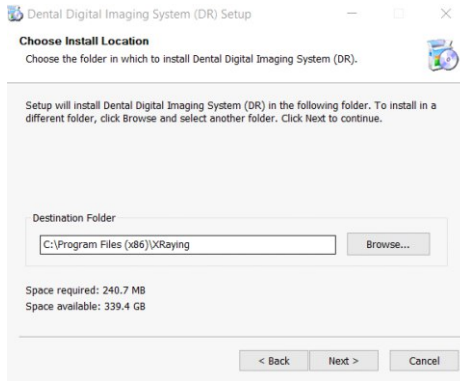 Dental Digital Imaging System (DR) Setup
Choose Install Location
Choose the folder in which to install Dental Digital Imaging System (DR).
Setup will install Dental Digital Imaging System (DR) in the following folder. To install in a
different folder, click Browse and select another folder. Click Next to continue.
Destination Folder
C:\Program Files (x86)\XRaying
Browse...
Space required: 240.7 MB
Space available: 339.4 GB
< Back
Next >
Cancel